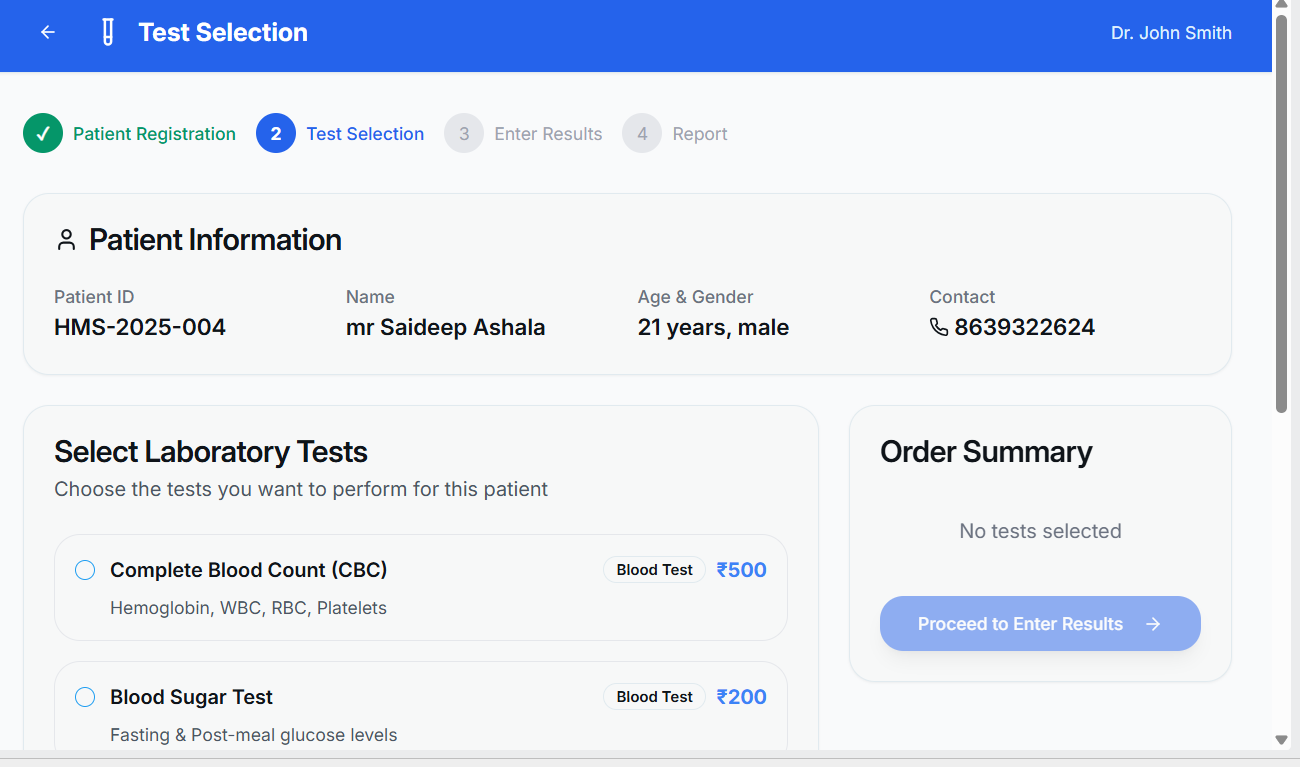 Test Selection
Dr. John Smith
✓ Patient Registration
2 Test Selection
3 Enter Results
4 Report
Patient Information
Patient ID
HMS-2025-004
Name
mr Saideep Ashala
Age & Gender
21 years, male
Contact
8639322624
Select Laboratory Tests
Choose the tests you want to perform for this patient
Complete Blood Count (CBC)
Blood Test
₹500
Hemoglobin, WBC, RBC, Platelets
Blood Sugar Test
Blood Test
₹200
Fasting & Post-meal glucose levels
Order Summary
No tests selected
Proceed to Enter Results